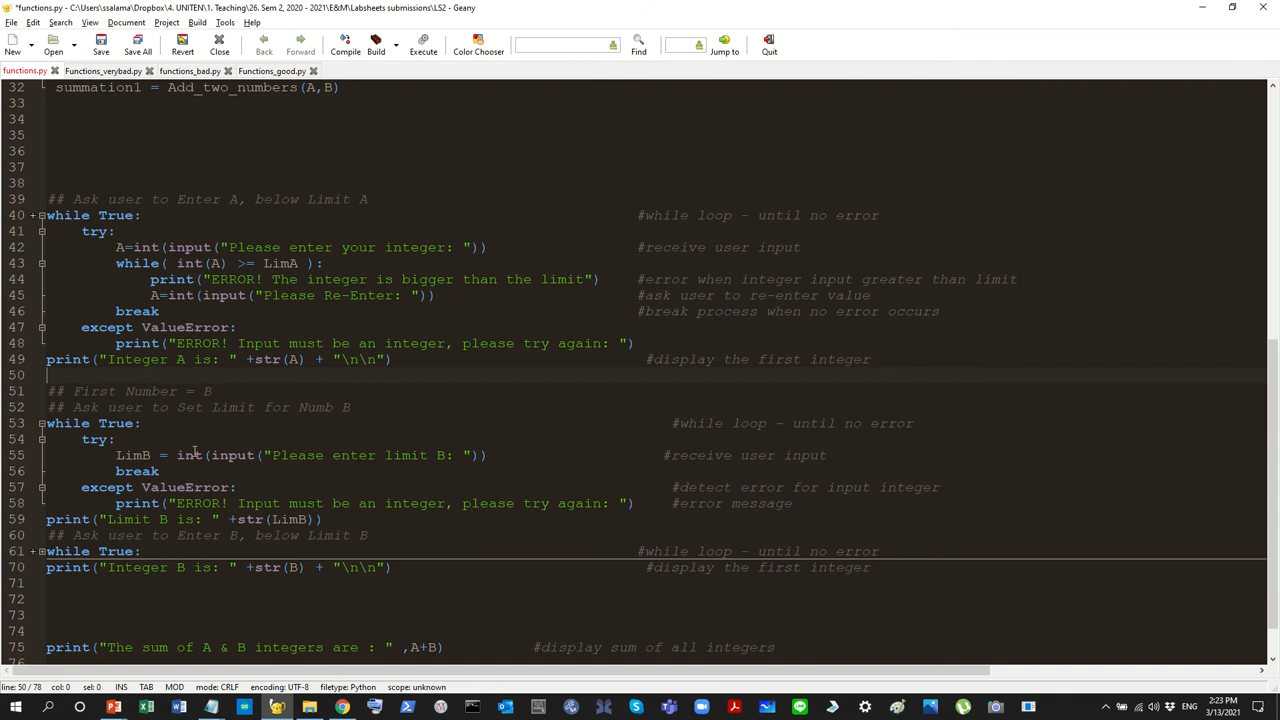 *functions.py - C:\Users\ssalama\Dropbox\4. UNITEN\1. Teaching\26. Sem 2, 2020 - 2021\E&M\Labsheets submissions\LS2 - Geany
File Edit Search View Document Project Build Tools Help
New Open Save Save All Revert Close Back Forward Compile Build Execute Color Chooser Find Jump to Quit
functions.py Functions_verybad.py functions_bad.py Functions_good.py
32 summation1 = Add_two_numbers(A,B)
33
34
35
36
37
38
39 ## Ask user to Enter A, below Limit A
40 while True: #while loop - until no error
41 try:
42 A=int(input("Please enter your integer: ")) #receive user input
43 while( int(A) >= LimA ):
44 print("ERROR! The integer is bigger than the limit") #error when integer input greater than limit
45 A=int(input("Please Re-Enter: ")) #ask user to re-enter value
46 break #break process when no error occurs
47 except ValueError:
48 print("ERROR! Input must be an integer, please try again: ")
49 print("Integer A is: " +str(A) + "\n\n") #display the first integer
50
51 ## First Number = B
52 ## Ask user to Set Limit for Numb B
53 while True: #while loop - until no error
54 try:
55 LimB = int(input("Please enter limit B: ")) #receive user input
56 break
57 except ValueError: #detect error for input integer
58 print("ERROR! Input must be an integer, please try again: ") #error message
59 print("Limit B is: " +str(LimB))
60 ## Ask user to Enter B, below Limit B
61 while True: #while loop - until no error
70 print("Integer B is: " +str(B) + "\n\n") #display the first integer
71
72
73
74
75 print("The sum of A & B integers are : " ,A+B) #display sum of all integers
76
line: 50 / 78 col: 0 sel: 0 INS TAB MOD mode: CRLF encoding: UTF-8 filetype: Python scope: unknown
2:23 PM
ENG
3/13/2021